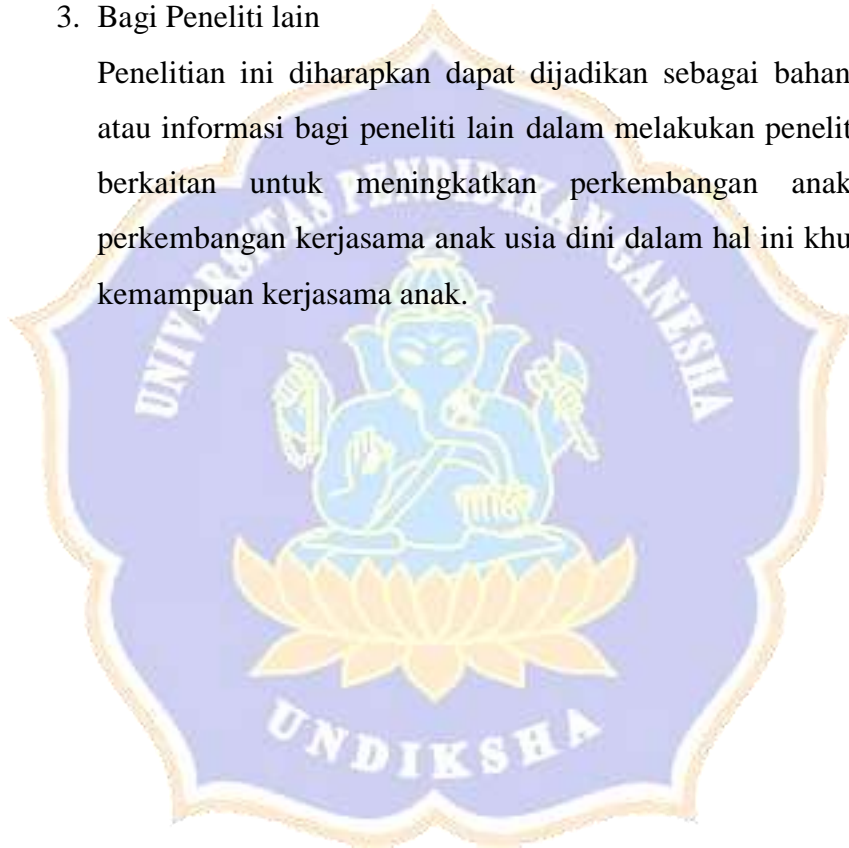 3. Bagi Peneliti lain
Penelitian ini diharapkan dapat dijadikan sebagai bahan
atau informasi bagi peneliti lain dalam melakukan penelit
berkaitan untuk meningkatkan perkembangan anak
perkembangan kerjasama anak usia dini dalam hal ini khu
kemampuan kerjasama anak.
UNIVERSITAS PENDIDIKAN GANESHA
UNDIKSHA